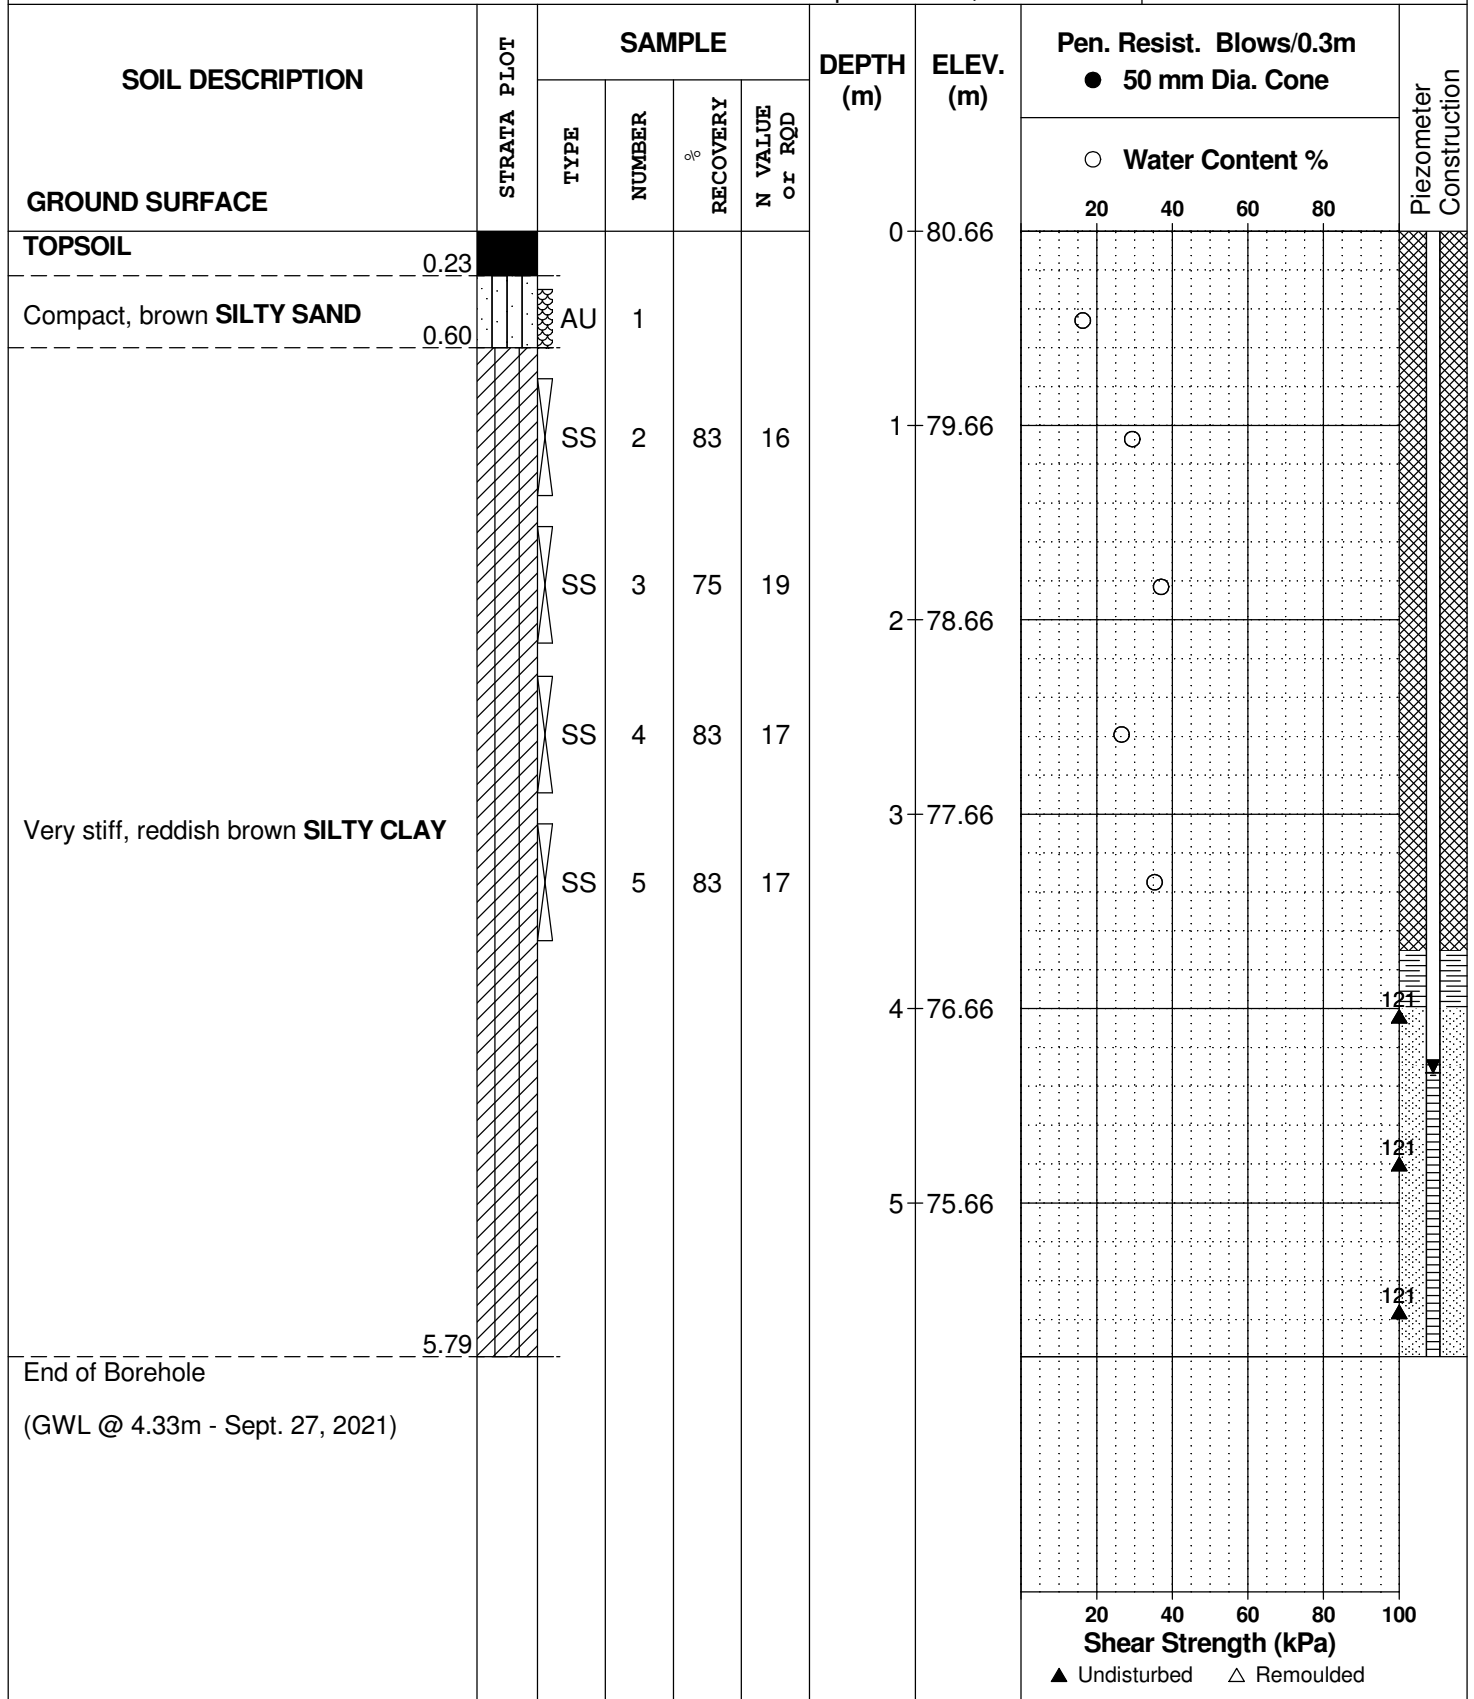 SOIL DESCRIPTION
GROUND SURFACE
STRATA PLOT
SAMPLE
TYPE
NUMBER
%
RECOVERY
N VALUE
or RQD
DEPTH
(m)
ELEV.
(m)
Pen. Resist. Blows/0.3m
● 50 mm Dia. Cone
○ Water Content %
20 40 60 80
Piezometer
Construction
TOPSOIL
0.23
0 80.66
Compact, brown SILTY SAND
0.60
AU 1
SS 2 83 16
1 79.66
SS 3 75 19
2 78.66
SS 4 83 17
3 77.66
Very stiff, reddish brown SILTY CLAY
SS 5 83 17
121
4 76.66
121
5 75.66
121
5.79
End of Borehole
(GWL @ 4.33m - Sept. 27, 2021)
20 40 60 80 100
Shear Strength (kPa)
▲ Undisturbed △ Remoulded